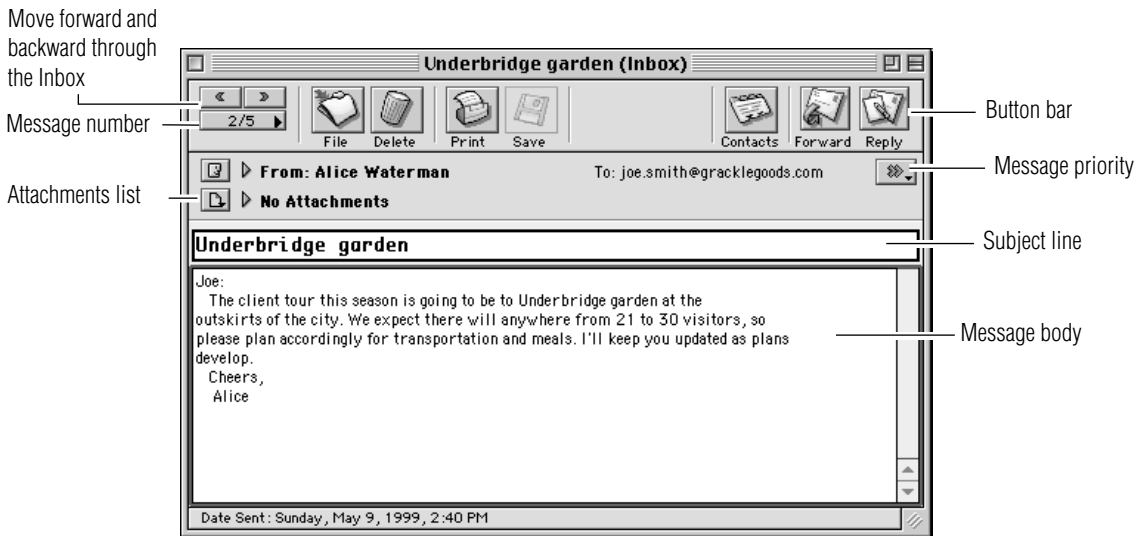 Move forward and
backward through
the Inbox
Message number
Attachments list
Underbridge garden (Inbox)
« »
2/5
File Delete Print Save Contacts Forward Reply
From: Alice Waterman To: joe.smith@gracklegoods.com
No Attachments
Underbridge garden
Joe:
The client tour this season is going to be to Underbridge garden at the
outskirts of the city. We expect there will anywhere from 21 to 30 visitors, so
please plan accordingly for transportation and meals. I'll keep you updated as plans
develop.
Cheers,
Alice
Date Sent: Sunday, May 9, 1999, 2:40 PM
Button bar
Message priority
Subject line
Message body